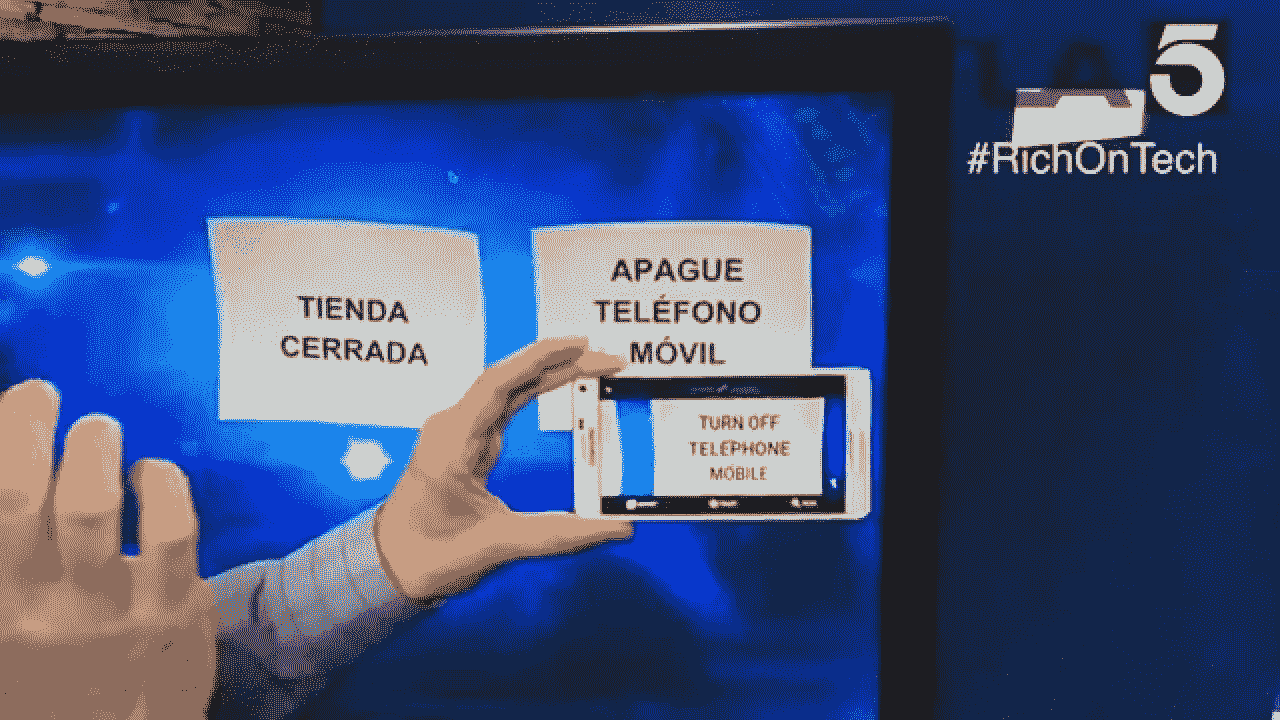 5
#RichOnTech
TIENDA
CERRADA
APAGUE
TELÉFONO
MÓVIL
TURN OFF
TELEPHONE
MOBILE